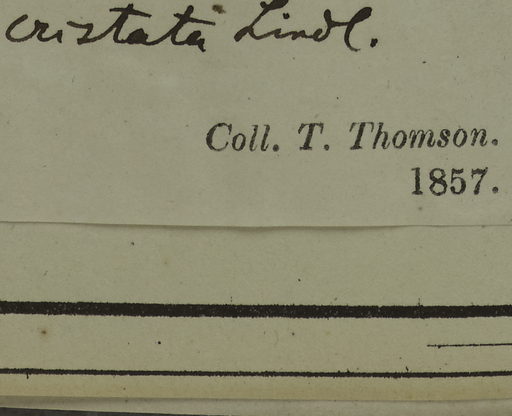 cristata Lindl.
Coll. T. Thomson.
1857.